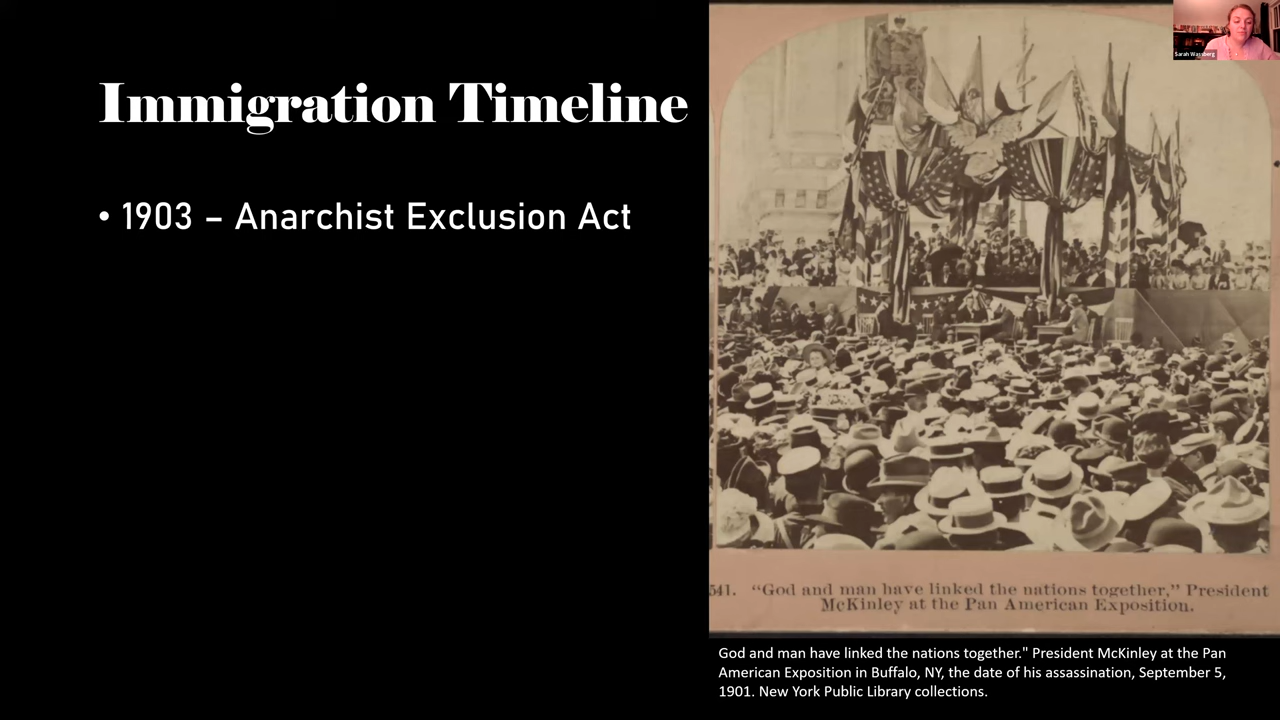 Immigration Timeline
• 1903 – Anarchist Exclusion Act
Sarah Wassberg
541. “God and man have linked the nations together,” President
McKinley at the Pan American Exposition.
God and man have linked the nations together." President McKinley at the Pan
American Exposition in Buffalo, NY, the date of his assassination, September 5,
1901. New York Public Library collections.